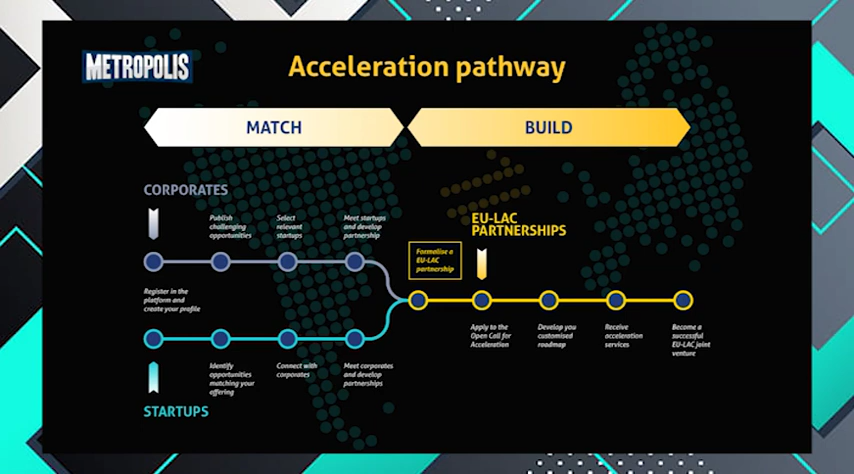 METROPOLIS
Acceleration pathway
MATCH
BUILD
CORPORATES
Publish
challenging
opportunities
Select
relevant
startups
Meet startups
and develop
partnership
EU-LAC
PARTNERSHIPS
Formalise a
EU-LAC
partnership
Register in the
platform and
create your profile
Apply to the
Open Call for
Acceleration
Develop you
customised
roadmap
Receive
acceleration
services
Become a
successful
EU-LAC joint
venture
Identify
opportunities
matching your
offering
Connect with
corporates
Meet corporates
and develop
partnerships
STARTUPS